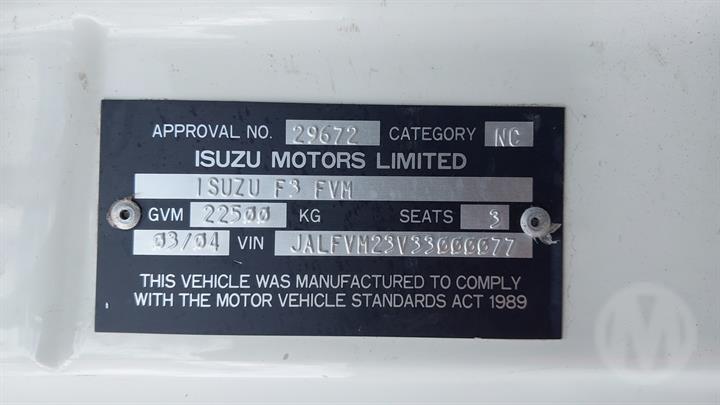 APPROVAL NO. 29672 CATEGORY NC
ISUZU MOTORS LIMITED
ISUZU F3 FVM
GVM 22500 KG SEATS 3
03/04 VIN JALFVM23V33000077
THIS VEHICLE WAS MANUFACTURED TO COMPLY
WITH THE MOTOR VEHICLE STANDARDS ACT 1989
M